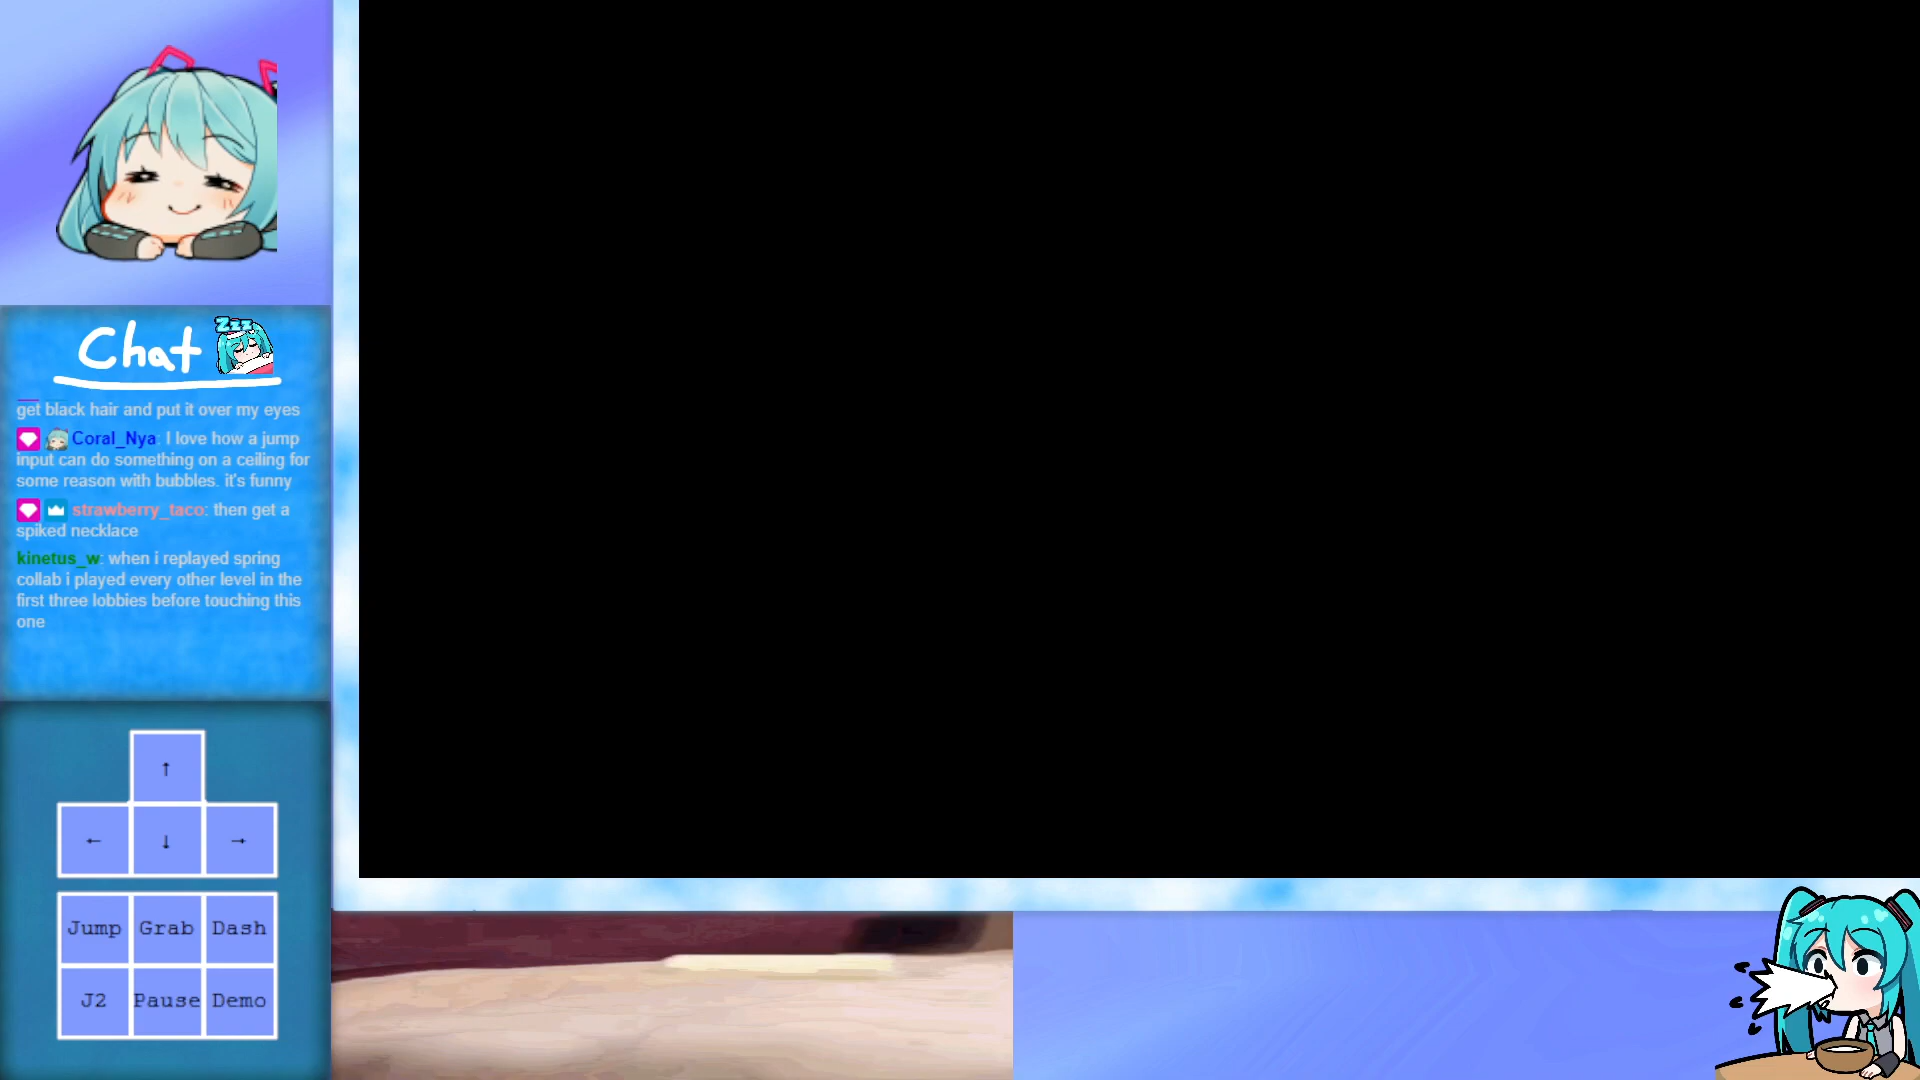 Zzz
Chat
get black hair and put it over my eyes
Coral_Nya: I love how a jump
input can do something on a ceiling for
some reason with bubbles. it's funny
strawberry_taco: then get a
spiked necklace
kinetus_w: when i replayed spring
collab i played every other level in the
first three lobbies before touching this
one
↑
← ↓ →
Jump Grab Dash
J2 Pause Demo